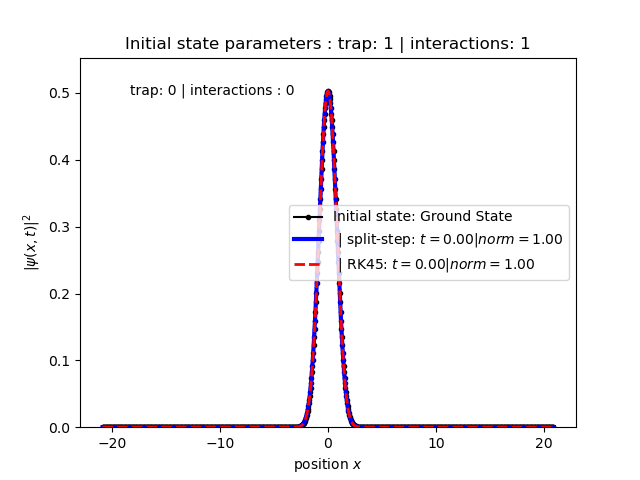 Initial state parameters : trap: 1 | interactions: 1
trap: 0 | interactions : 0
0.5
0.4
0.3
0.2
0.1
0.0
|ψ(x, t)|²
Initial state: Ground State
| split-step: t = 0.00|norm = 1.00
| RK45: t = 0.00|norm = 1.00
−20
−10
0
10
20
position x